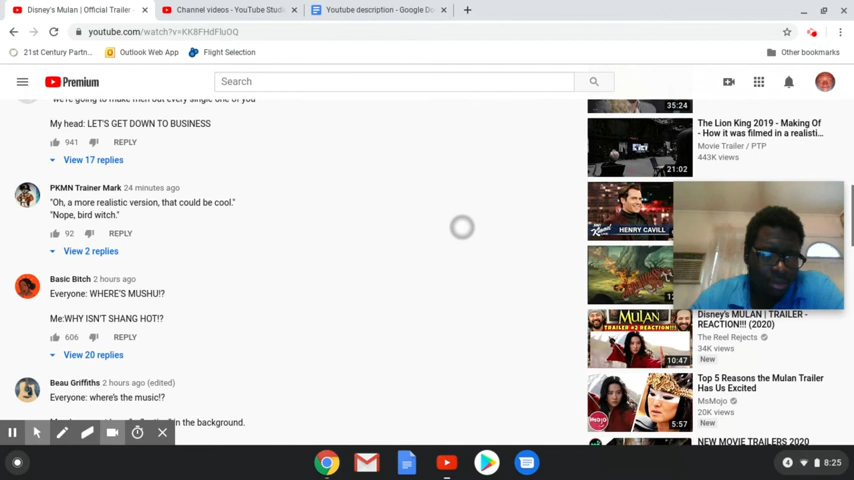 Disney's Mulan | Official Trailer -
Channel videos - YouTube Studi
Youtube description - Google Do
youtube.com/watch?v=KK8FHdFluOQ
21st Century Partn...
Outlook Web App
Flight Selection
Other bookmarks
Premium
Search
"We're going to make men out every single one of you"
My head: LET'S GET DOWN TO BUSINESS
941 REPLY
View 17 replies
PKMN Trainer Mark 24 minutes ago
"Oh, a more realistic version, that could be cool."
"Nope, bird witch."
92 REPLY
View 2 replies
Basic Bitch 2 hours ago
Everyone: WHERE'S MUSHU!?
Me:WHY ISN'T SHANG HOT!?
606 REPLY
View 20 replies
Beau Griffiths 2 hours ago (edited)
Everyone: where's the music!?
in the background.
35:24
The Lion King 2019 - Making Of
- How it was filmed in a realisti...
Movie Trailer / PTP
443K views
21:02
HENRY CAVILL
MULAN
TRAILER #2 REACTION!!!
10:47
Disney's MULAN | TRAILER -
REACTION!!! (2020)
The Reel Rejects
34K views
New
Top 5 Reasons the Mulan Trailer
Has Us Excited
MsMojo
20K views
New
5:57
NEW MOVIE TRAILERS 2020
4
8:25